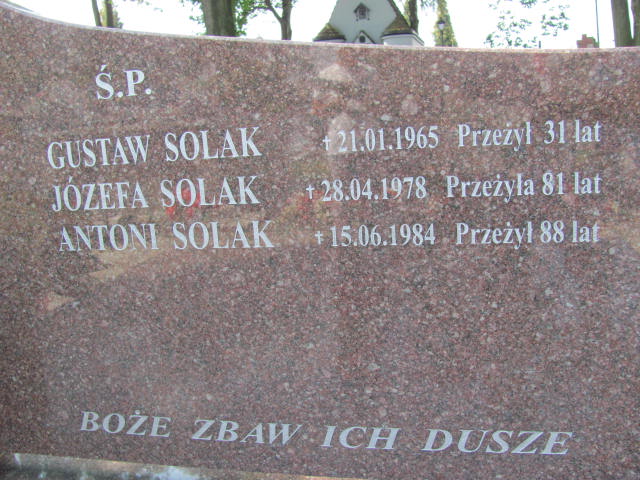 Ś.P.
GUSTAW SOLAK +21.01.1965 Przeżył 31 lat
JÓZEFA SOLAK +28.04.1978 Przeżyła 81 lat
ANTONI SOLAK +15.06.1984 Przeżył 88 lat
BOŻE ZBAW ICH DUSZE